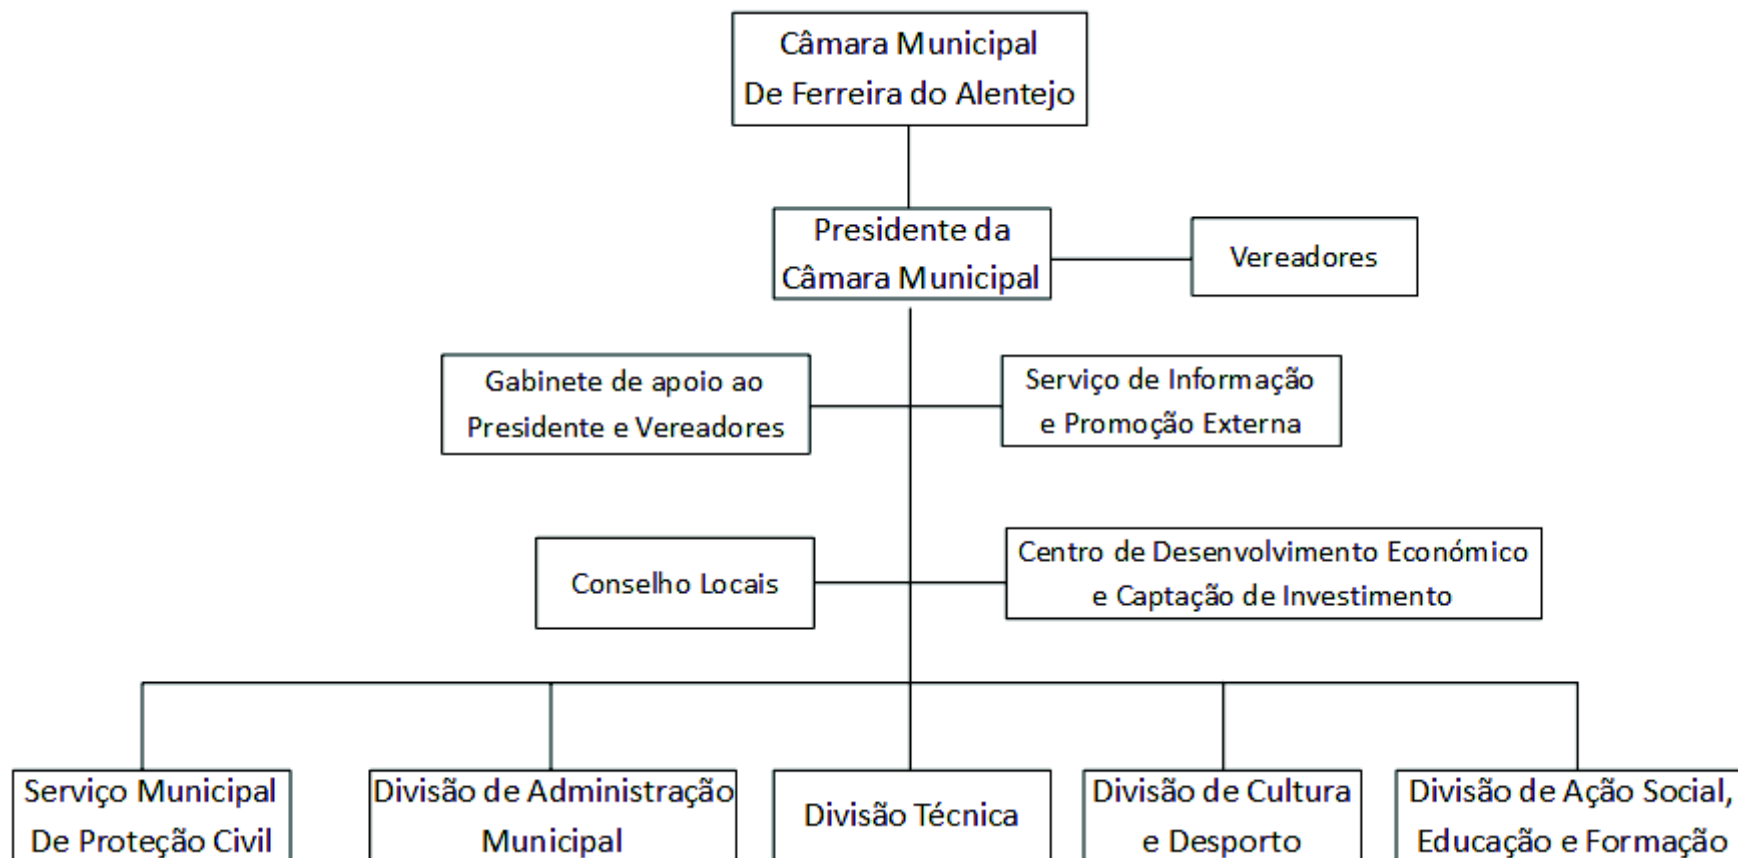 Câmara Municipal
De Ferreira do Alentejo
Presidente da
Câmara Municipal
Vereadores
Gabinete de apoio ao
Presidente e Vereadores
Serviço de Informação
e Promoção Externa
Conselho Locais
Centro de Desenvolvimento Económico
e Captação de Investimento
Serviço Municipal
De Proteção Civil
Divisão de Administração
Municipal
Divisão Técnica
Divisão de Cultura
e Desporto
Divisão de Ação Social,
Educação e Formação